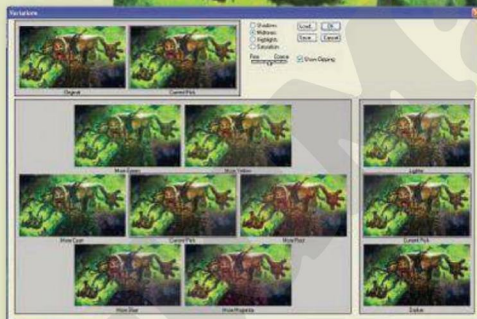 Variations
Shadows
Midtones
Highlights
Saturation
Load...
OK
Save...
Cancel
Fine Coarse
Show Clipping
Original Current Pick
More Green More Yellow
Lighter
More Cyan Current Pick More Red
Current Pick
More Blue More Magenta
Darker